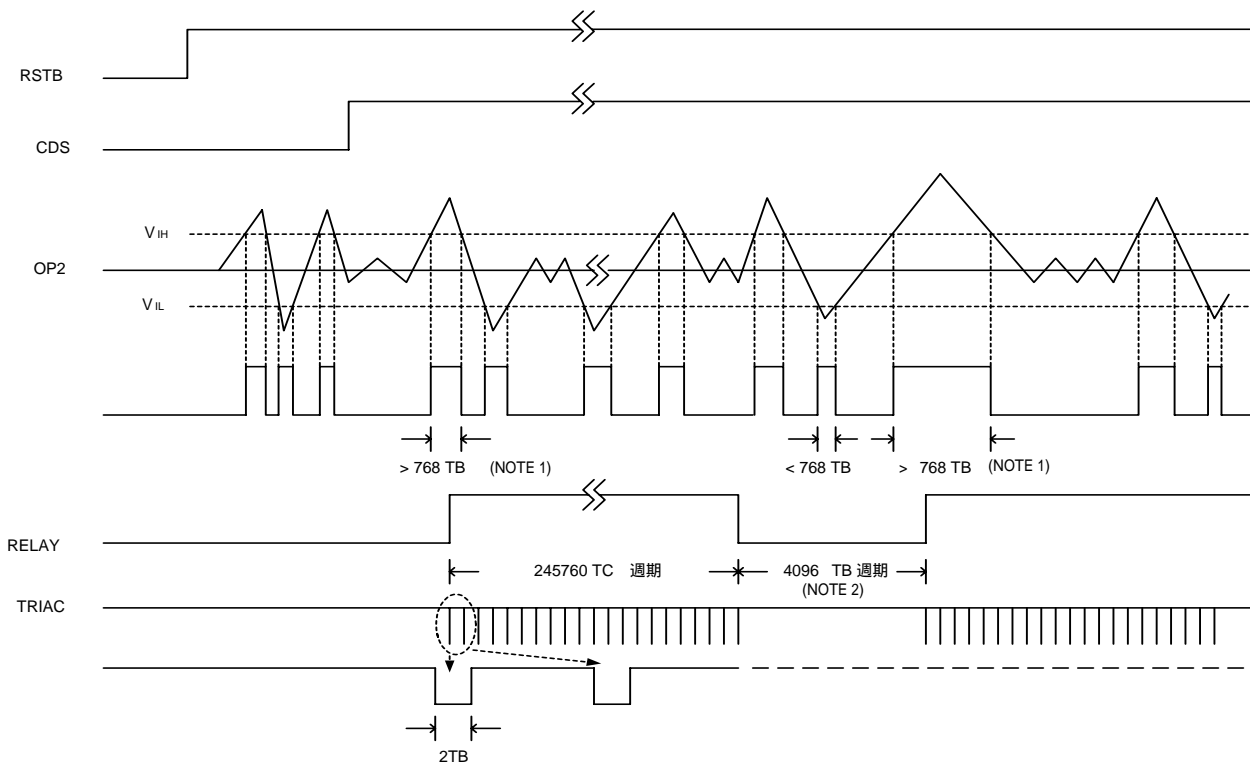 RSTB
CDS
V IH
OP2
V IL
> 768 TB (NOTE 1) < 768 TB > 768 TB (NOTE 1)
RELAY
245760 TC 週期 4096 TB 週期
(NOTE 2)
TRIAC
2TB